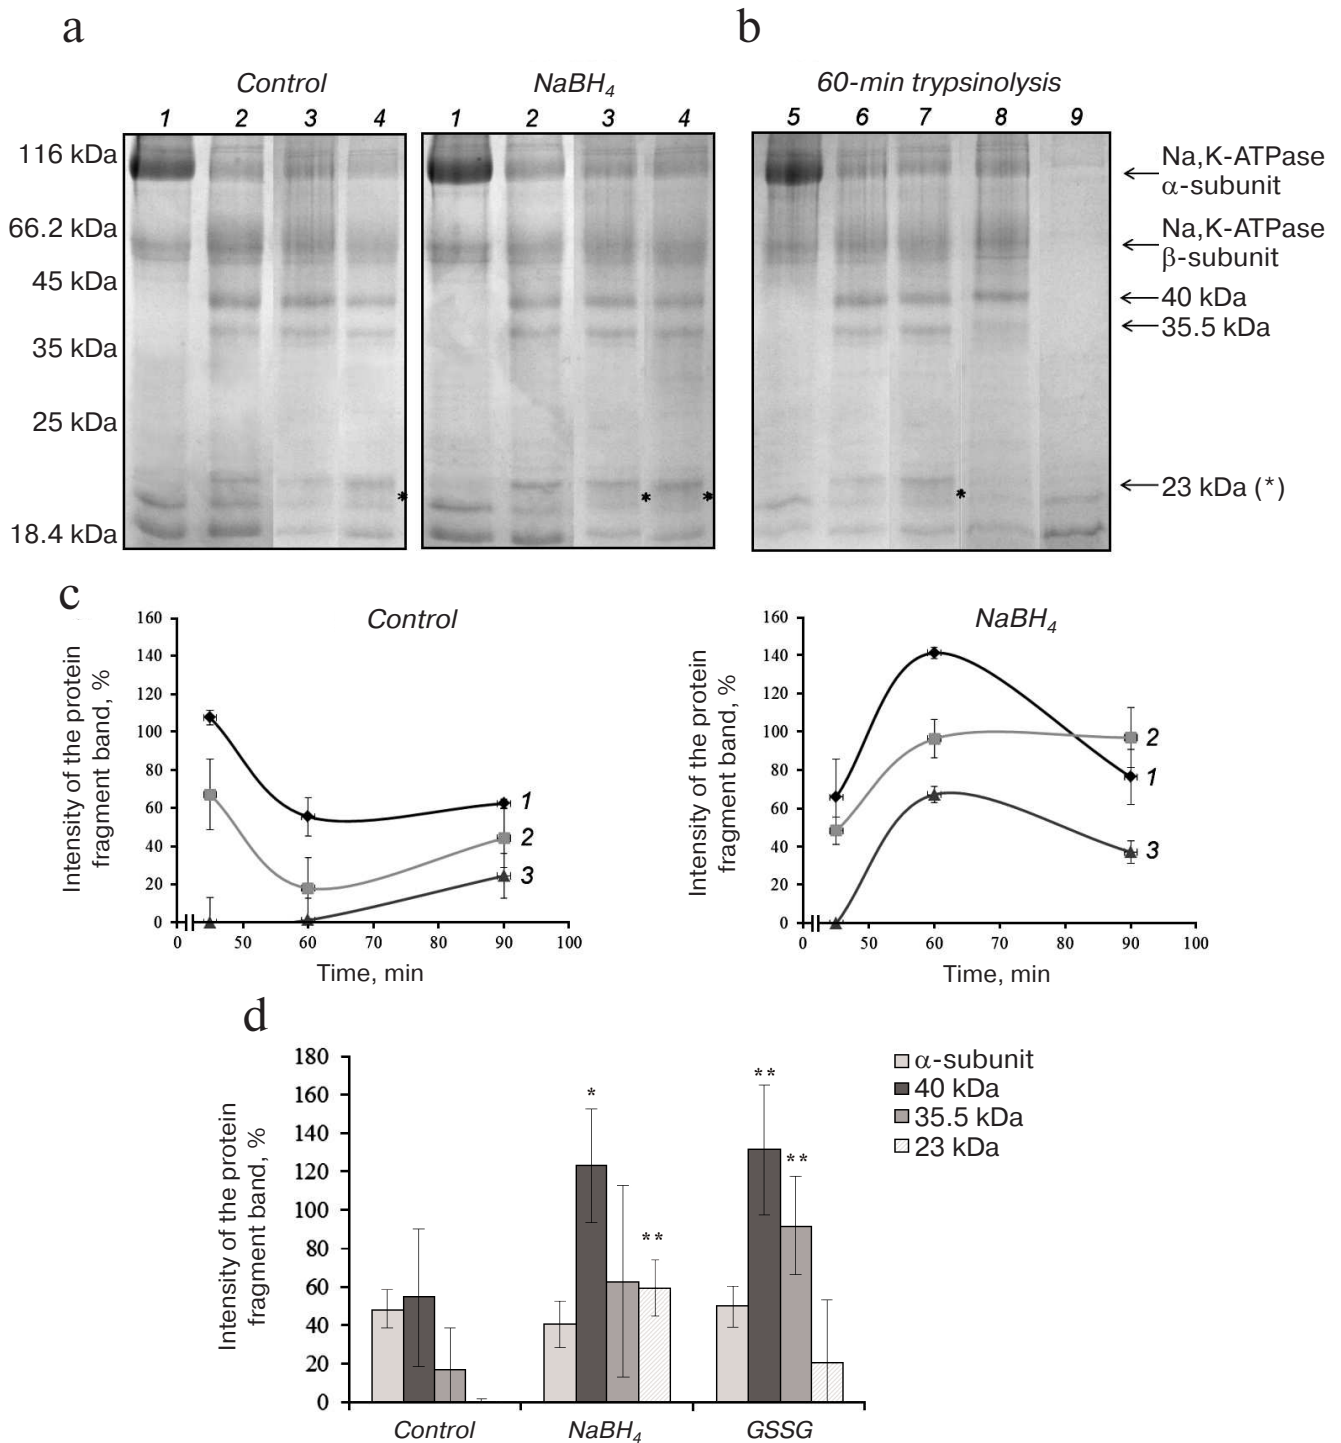 a
b
Control
NaBH4
60-min trypsinolysis
1 2 3 4
1 2 3 4
5 6 7 8 9
116 kDa
66.2 kDa
45 kDa
35 kDa
25 kDa
18.4 kDa
*
* *
*
Na,K-ATPase
α-subunit
Na,K-ATPase
β-subunit
40 kDa
35.5 kDa
23 kDa (*)
c
Control
Intensity of the protein
fragment band, %
160
140
120
100
80
60
40
20
0
1
2
3
0 50 60 70 80 90 100
Time, min
NaBH4
Intensity of the protein
fragment band, %
160
140
120
100
80
60
40
20
0
2
1
3
0 50 60 70 80 90 100
Time, min
d
Intensity of the protein
fragment band, %
180
160
140
120
100
80
60
40
20
0
*
**
**
**
Control NaBH4 GSSG
α-subunit
40 kDa
35.5 kDa
23 kDa